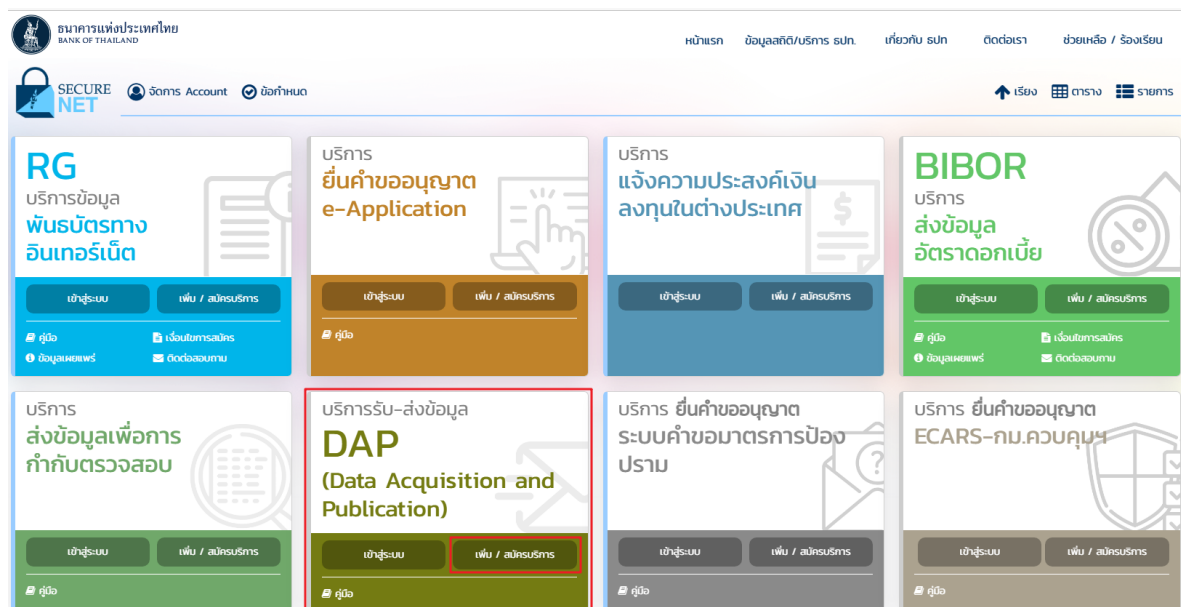 ธนาคารแห่งประเทศไทย
BANK OF THAILAND
หน้าแรก ข้อมูลสถิติ/บริการ ธปท. เกี่ยวกับ ธปท ติดต่อเรา ช่วยเหลือ / ร้องเรียน
SECURE
NET
จัดการ Account ข้อกำหนด
เรียง ตาราง รายการ
RG
บริการข้อมูล
พันธบัตรทาง
อินเทอร์เน็ต
เข้าสู่ระบบ เพิ่ม / สมัครบริการ
คู่มือ เงื่อนไขการสมัคร
ข้อมูลเผยแพร่ ติดต่อสอบถาม
บริการ
ยื่นคำขออนุญาต
e-Application
เข้าสู่ระบบ เพิ่ม / สมัครบริการ
คู่มือ
บริการ
แจ้งความประสงค์เงิน
ลงทุนในต่างประเทศ
เข้าสู่ระบบ เพิ่ม / สมัครบริการ
BIBOR
บริการ
ส่งข้อมูล
อัตราดอกเบี้ย
เข้าสู่ระบบ เพิ่ม / สมัครบริการ
คู่มือ เงื่อนไขการสมัคร
ข้อมูลเผยแพร่ ติดต่อสอบถาม
บริการ
ส่งข้อมูลเพื่อการ
กำกับตรวจสอบ
เข้าสู่ระบบ เพิ่ม / สมัครบริการ
คู่มือ
บริการรับ-ส่งข้อมูล
DAP
(Data Acquisition and
Publication)
เข้าสู่ระบบ เพิ่ม / สมัครบริการ
คู่มือ
บริการ ยื่นคำขออนุญาต
ระบบคำขอมาตรการป้อง
ปราม
เข้าสู่ระบบ เพิ่ม / สมัครบริการ
คู่มือ
บริการ ยื่นคำขออนุญาต
ECARS-กม.ควบคุมฯ
เข้าสู่ระบบ เพิ่ม / สมัครบริการ
คู่มือ